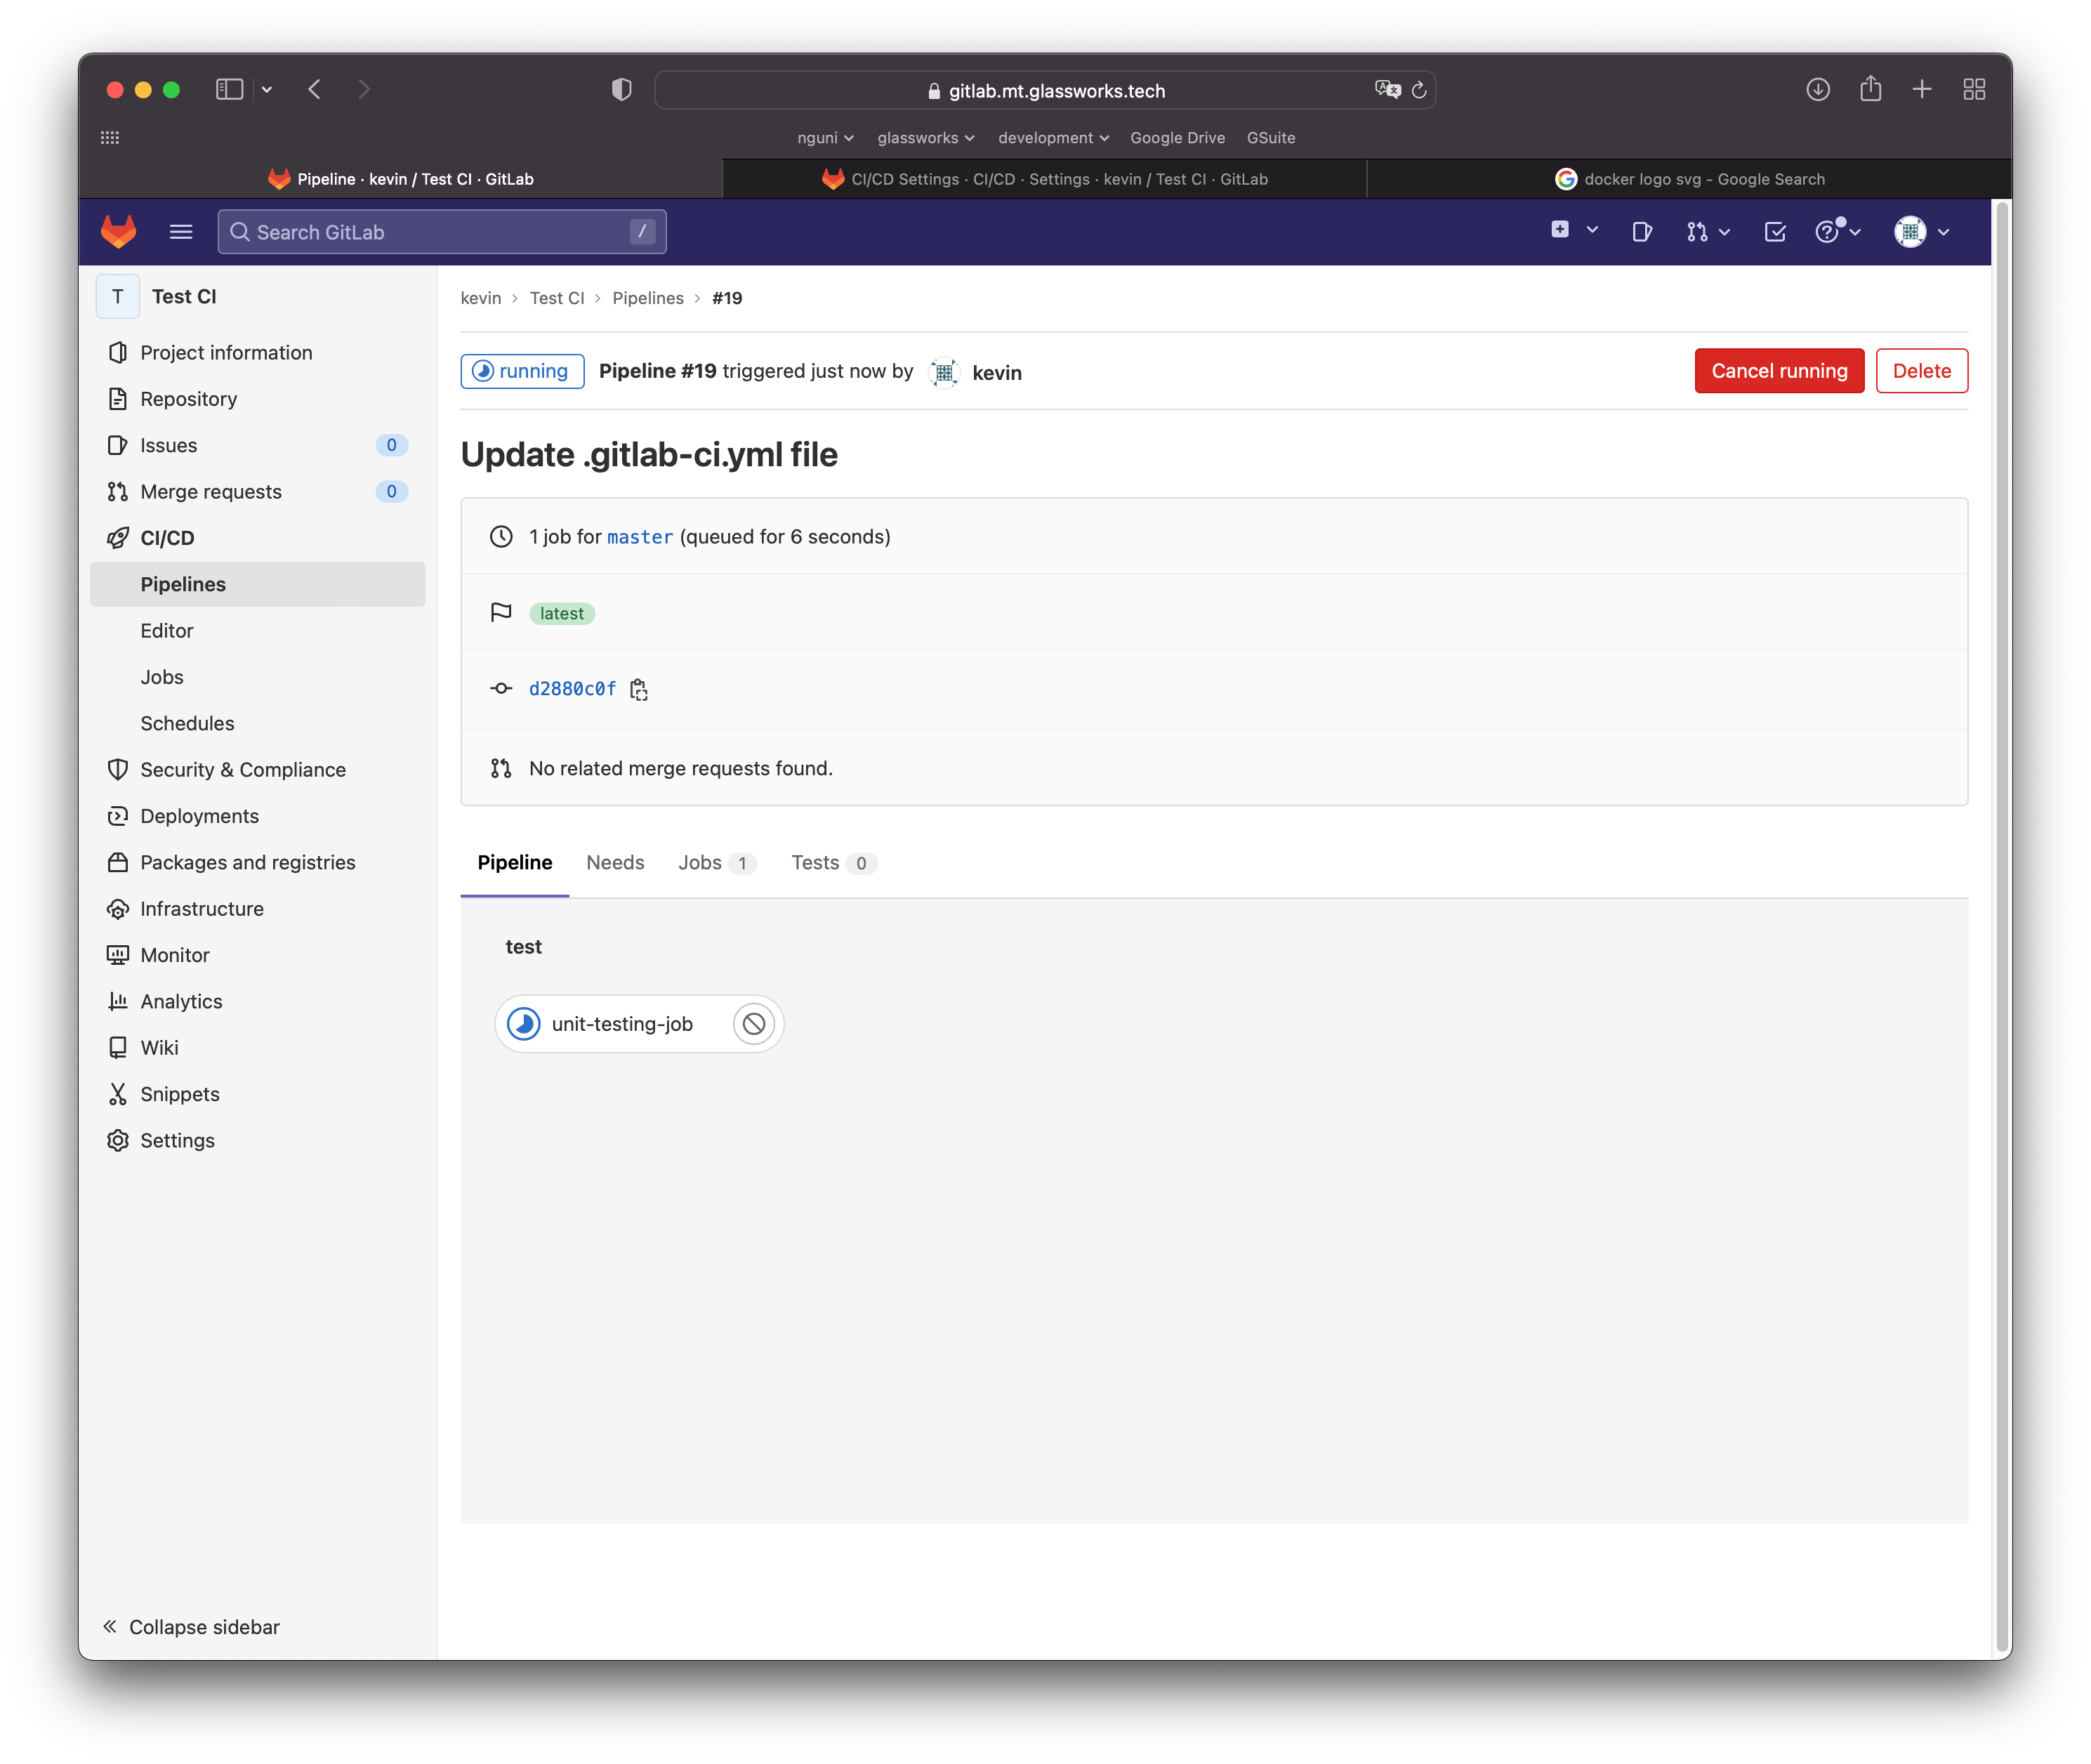 gitlab.mt.glassworks.tech
nguni glassworks development Google Drive GSuite
Pipeline · kevin / Test CI · GitLab
CI/CD Settings · CI/CD · Settings · kevin / Test CI · GitLab
docker logo svg - Google Search
Search GitLab /
T Test CI
Project information
Repository
Issues 0
Merge requests 0
CI/CD
Pipelines
Editor
Jobs
Schedules
Security & Compliance
Deployments
Packages and registries
Infrastructure
Monitor
Analytics
Wiki
Snippets
Settings
Collapse sidebar
kevin › Test CI › Pipelines › #19
running Pipeline #19 triggered just now by kevin
Cancel running
Delete
Update .gitlab-ci.yml file
1 job for master (queued for 6 seconds)
latest
d2880c0f
No related merge requests found.
Pipeline Needs Jobs 1 Tests 0
test
unit-testing-job